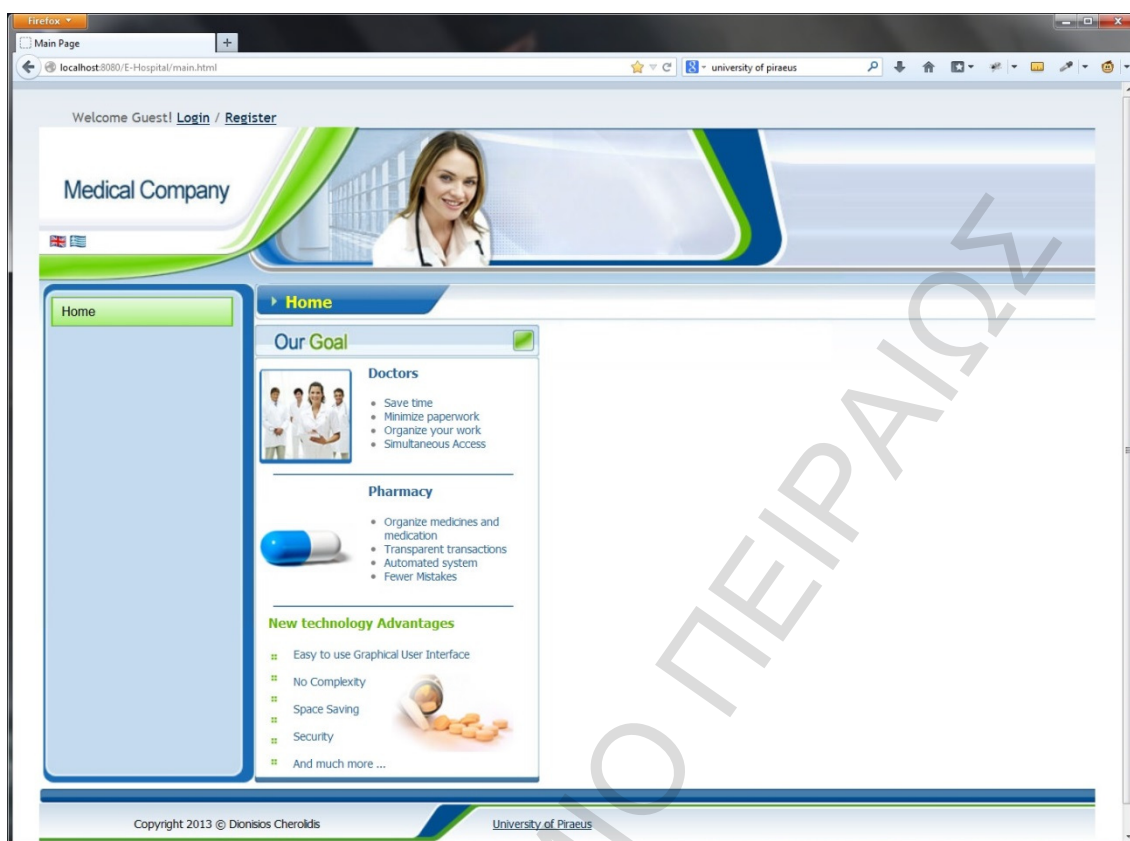 Firefox
Main Page
localhost:8080/E-Hospital/main.html
university of piraeus
Welcome Guest! Login / Register
Medical Company
Home
Home
Our Goal
Doctors
Save time
Minimize paperwork
Organize your work
Simultaneous Access
Pharmacy
Organize medicines and
medication
Transparent transactions
Automated system
Fewer Mistakes
New technology Advantages
Easy to use Graphical User Interface
No Complexity
Space Saving
Security
And much more ...
Copyright 2013 © Dionisios Cherolidis
University of Piraeus
ΜΙΟ ΠΕΙΡΑΙΩΣ